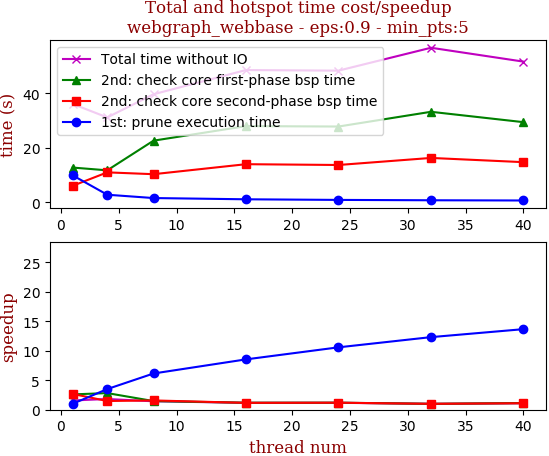 Total and hotspot time cost/speedup
webgraph_webbase - eps:0.9 - min_pts:5
time (s)
40
20
0
Total time without IO
2nd: check core first-phase bsp time
2nd: check core second-phase bsp time
1st: prune execution time
0 5 10 15 20 25 30 35 40
speedup
25
20
15
10
5
0
0 5 10 15 20 25 30 35 40
thread num